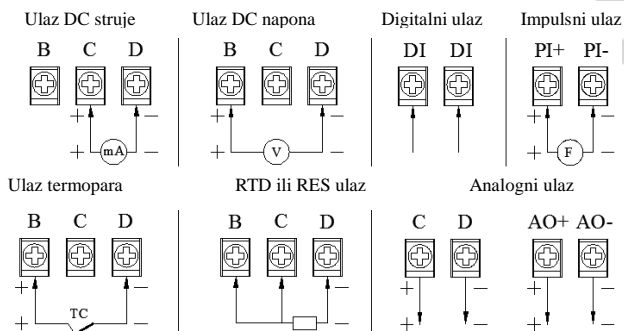 Ulaz DC struje
Ulaz DC napona
Digitalni ulaz
Impulsni ulaz
B C D
B C D
DI DI
PI+ PI-
+ mA −
+ V −
+ F −
Ulaz termopara
RTD ili RES ulaz
Analogni ulaz
B C D
B C D
C D
AO+ AO-
+ −
+ −
+ −
+ TC −
+ −
+ −